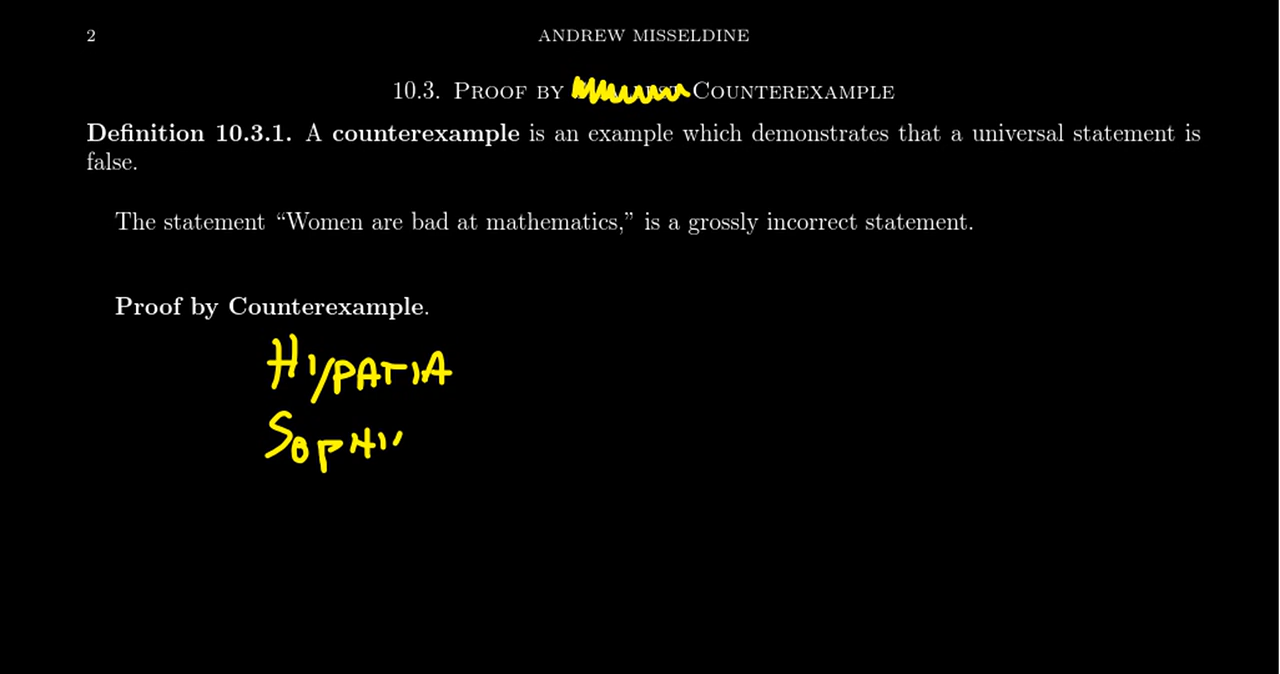 2 ANDREW MISSELDINE
10.3. PROOF BY COUNTEREXAMPLE
Definition 10.3.1. A counterexample is an example which demonstrates that a universal statement is
false.
The statement “Women are bad at mathematics,” is a grossly incorrect statement.
Proof by Counterexample.
HYPATIA
SOPHI